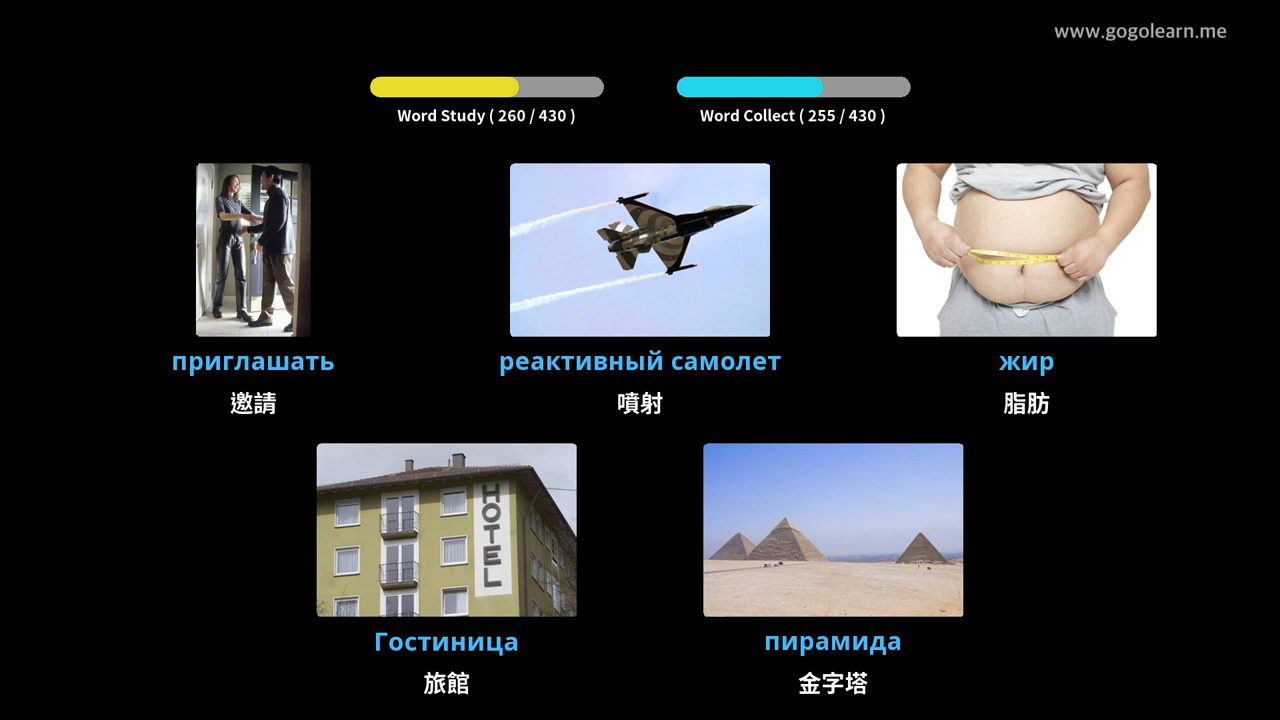 www.gogolearn.me
Word Study ( 260 / 430 )
Word Collect ( 255 / 430 )
приглашать
реактивный самолет
жир
邀請
噴射
脂肪
HOTEL
Гостиница
пирамида
旅館
金字塔